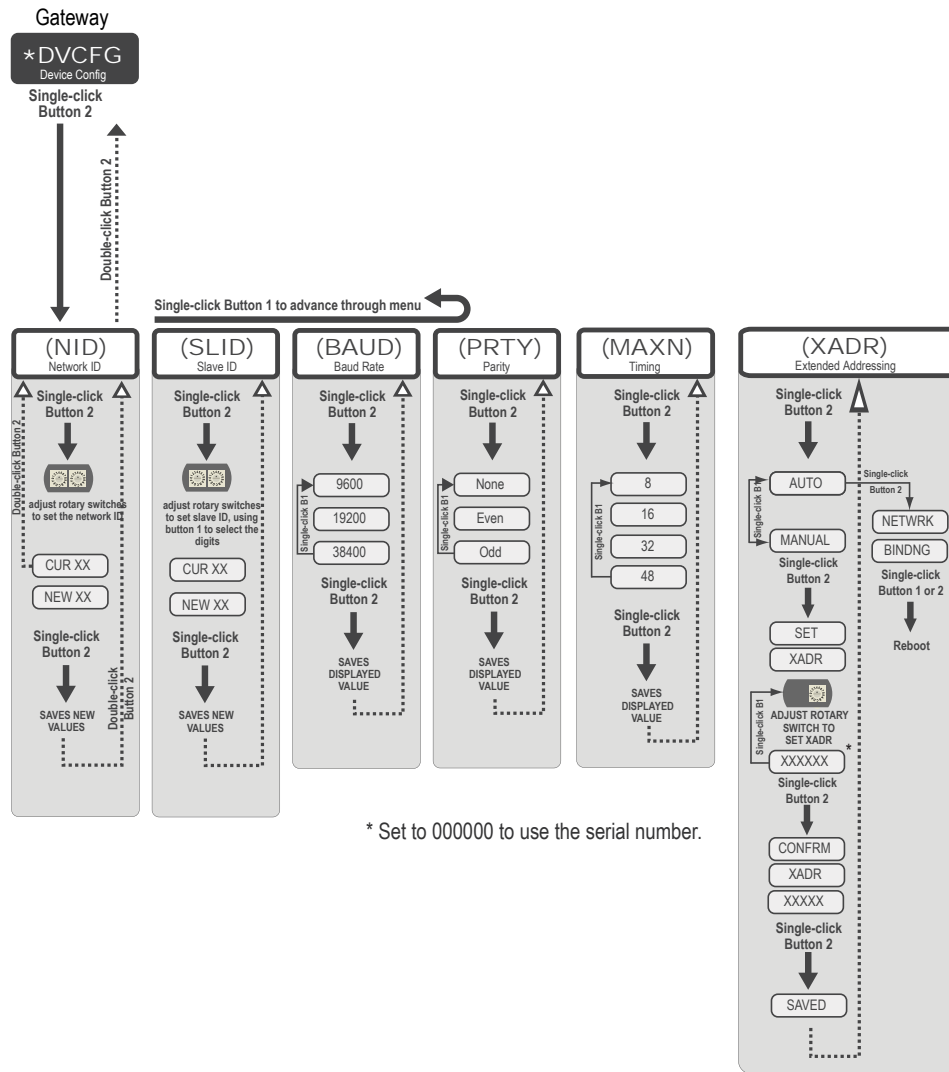 Gateway
*DVCFG
Device Config
Single-click
Button 2
Double-click Button 2
Single-click Button 1 to advance through menu
(NID)
Network ID
Single-click
Button 2
Double-click Button 2
adjust rotary switches
to set the network ID
CUR XX
NEW XX
Single-click
Button 2
Double-click
Button 2
SAVES NEW
VALUES
(SLID)
Slave ID
Single-click
Button 2
adjust rotary switches
to set slave ID, using
button 1 to select the
digits
CUR XX
NEW XX
Single-click
Button 2
SAVES NEW
VALUES
(BAUD)
Baud Rate
Single-click
Button 2
Single-click B1
9600
19200
38400
Single-click
Button 2
SAVES
DISPLAYED
VALUE
(PRTY)
Parity
Single-click
Button 2
Single-click B1
None
Even
Odd
Single-click
Button 2
SAVES
DISPLAYED
VALUE
(MAXN)
Timing
Single-click
Button 2
Single-click B1
8
16
32
48
Single-click
Button 2
SAVES
DISPLAYED
VALUE
(XADR)
Extended Addressing
Single-click
Button 2
Single-click B1
AUTO
Single-click
Button 2
NETWRK
BINDNG
Single-click
Button 1 or 2
Reboot
MANUAL
Single-click
Button 2
SET
XADR
Single-click B1
ADJUST ROTARY
SWITCH TO
SET XADR
XXXXXX *
Single-click
Button 2
CONFRM
XADR
XXXXX
Single-click
Button 2
SAVED
* Set to 000000 to use the serial number.